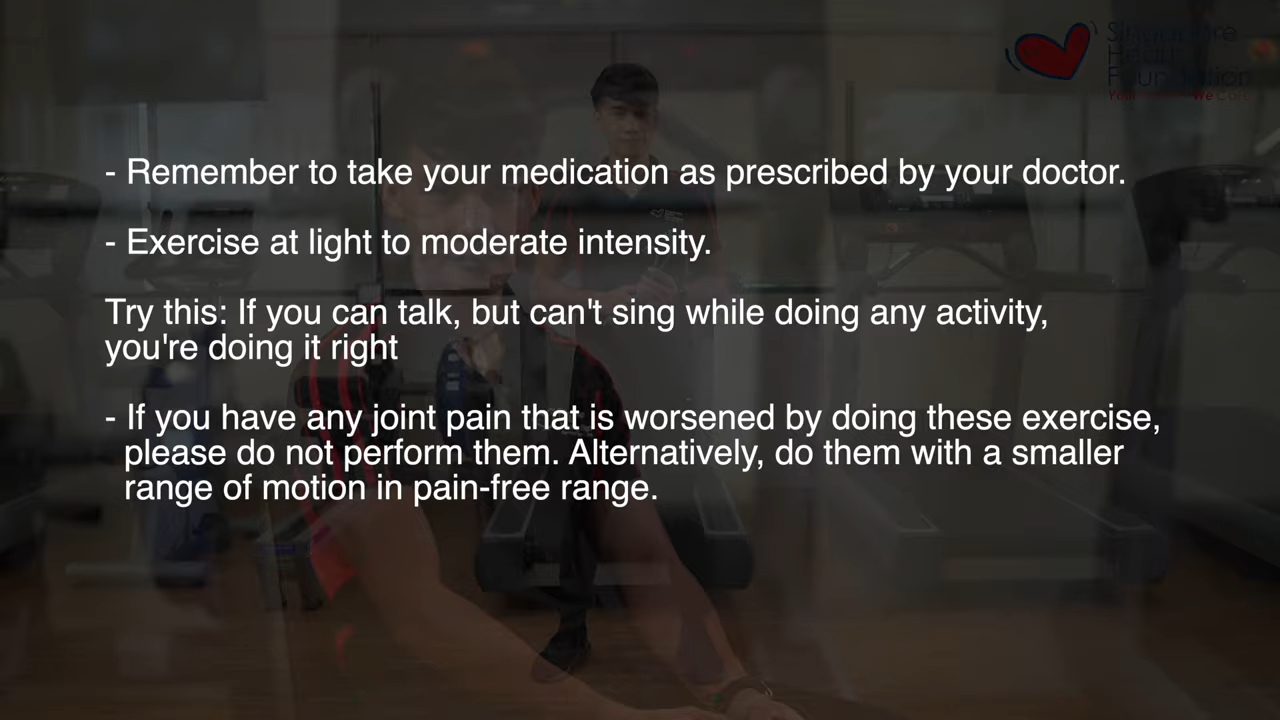 Singapore
Heart
Foundation
- Remember to take your medication as prescribed by your doctor.
- Exercise at light to moderate intensity.
Try this: If you can talk, but can't sing while doing any activity,
you're doing it right
- If you have any joint pain that is worsened by doing these exercise,
please do not perform them. Alternatively, do them with a smaller
range of motion in pain-free range.